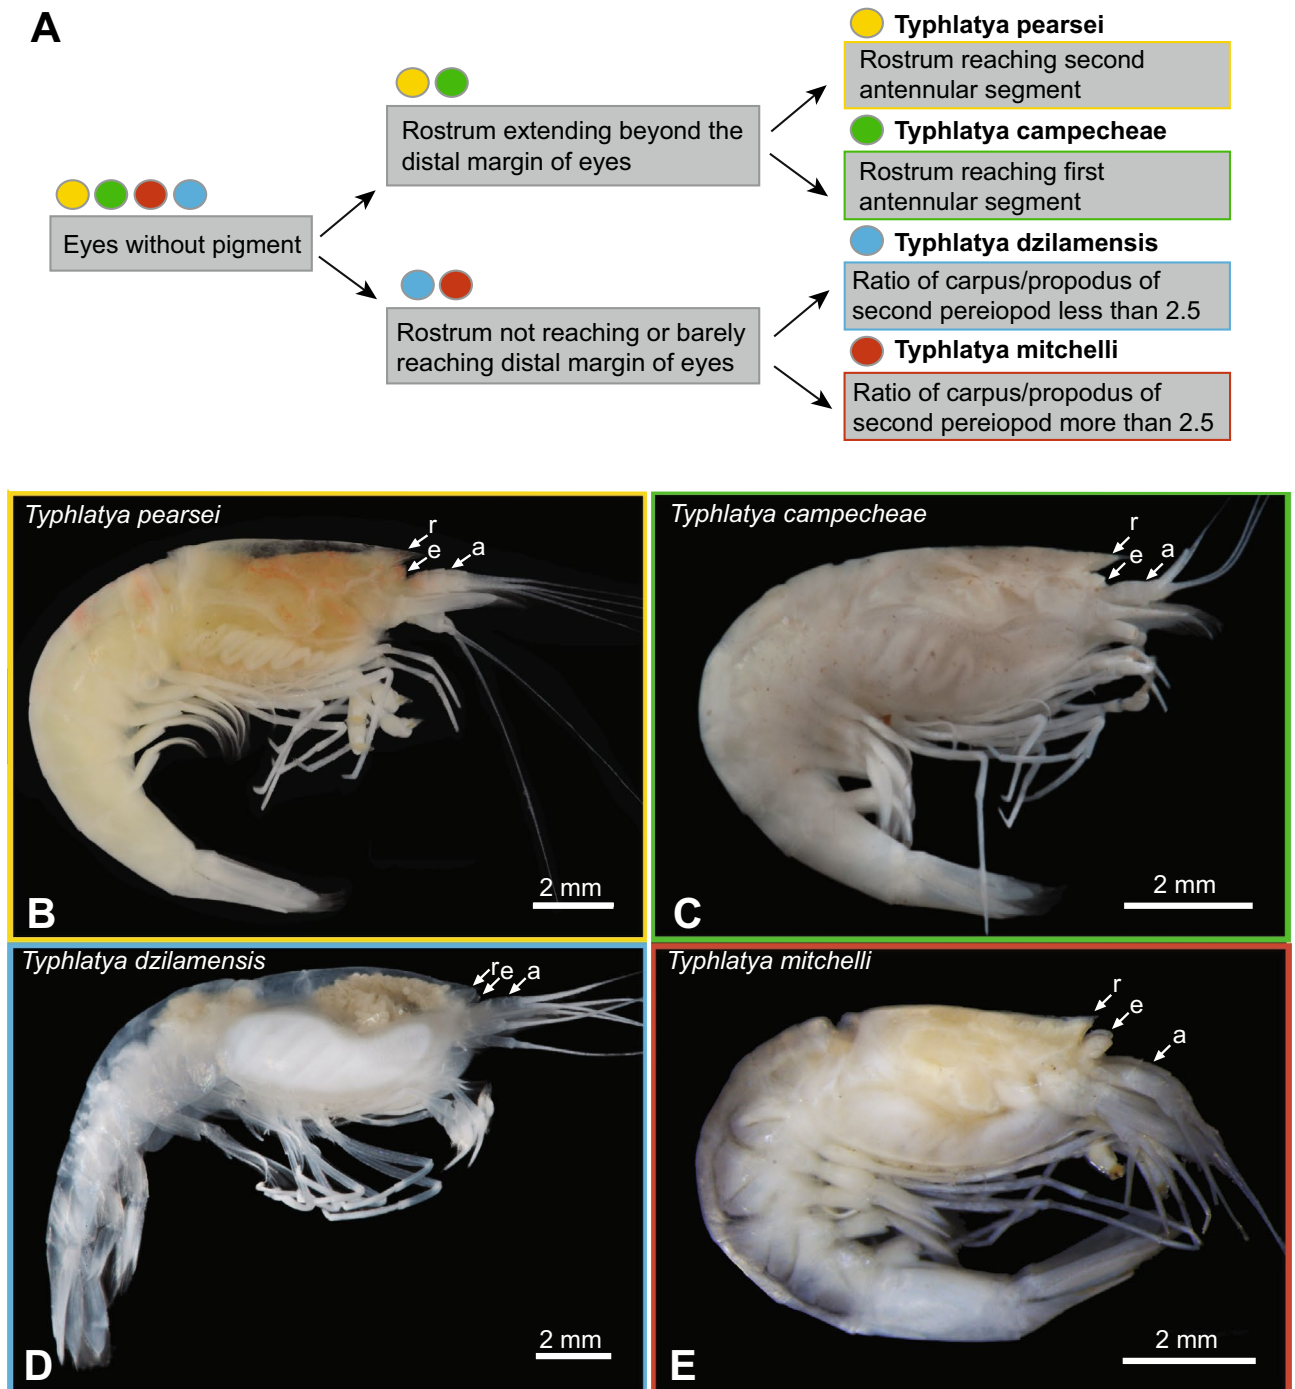 A
Eyes without pigment
Rostrum extending beyond the
distal margin of eyes
Rostrum not reaching or barely
reaching distal margin of eyes
Typhlatya pearsei
Rostrum reaching second
antennular segment
Typhlatya campecheae
Rostrum reaching first
antennular segment
Typhlatya dzilamensis
Ratio of carpus/propodus of
second pereiopod less than 2.5
Typhlatya mitchelli
Ratio of carpus/propodus of
second pereiopod more than 2.5
Typhlatya pearsei
r
e
a
2 mm
B
Typhlatya campecheae
r
e
a
2 mm
C
Typhlatya dzilamensis
r
e
a
2 mm
D
Typhlatya mitchelli
r
e
a
2 mm
E